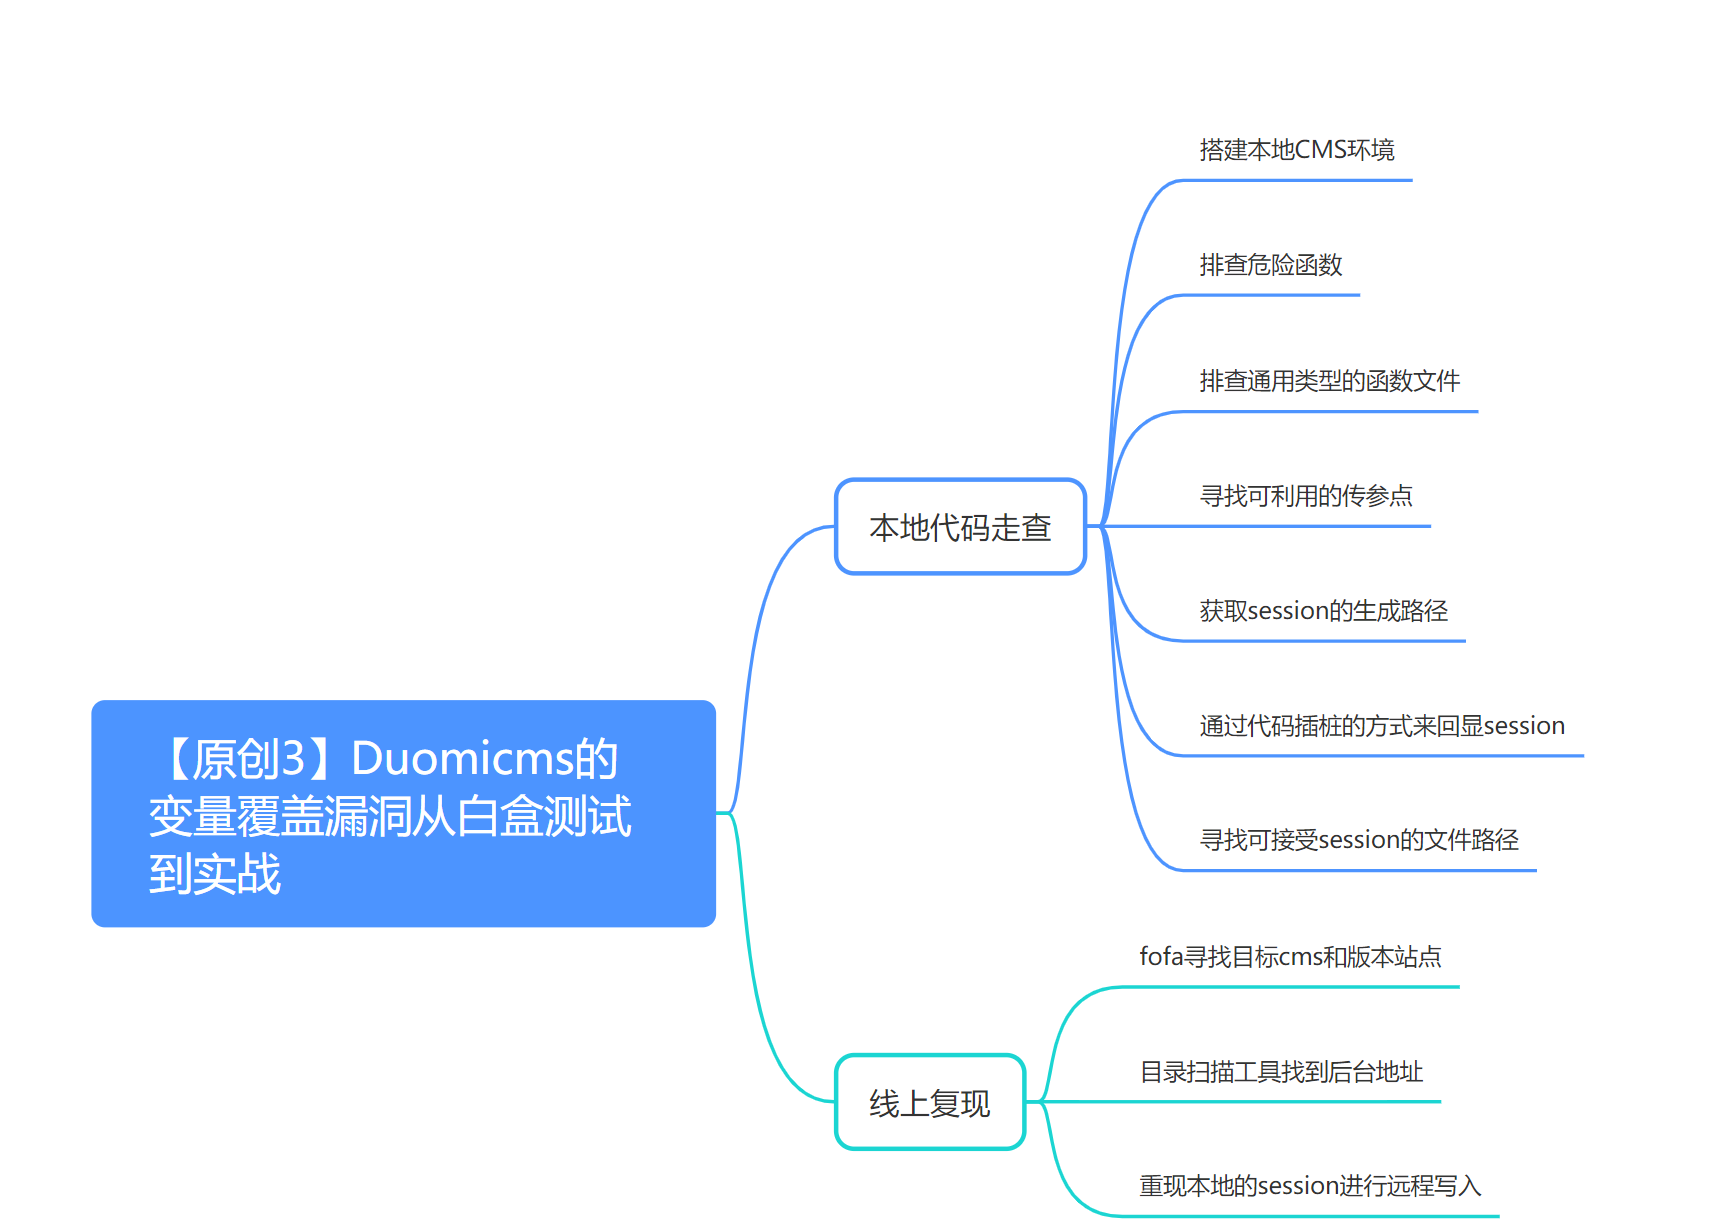 【原创3】Duomicms的
变量覆盖漏洞从白盒测试
到实战
本地代码走查
搭建本地CMS环境
排查危险函数
排查通用类型的函数文件
寻找可利用的传参点
获取session的生成路径
通过代码插桩的方式来回显session
寻找可接受session的文件路径
线上复现
fofa寻找目标cms和版本站点
目录扫描工具找到后台地址
重现本地的session进行远程写入